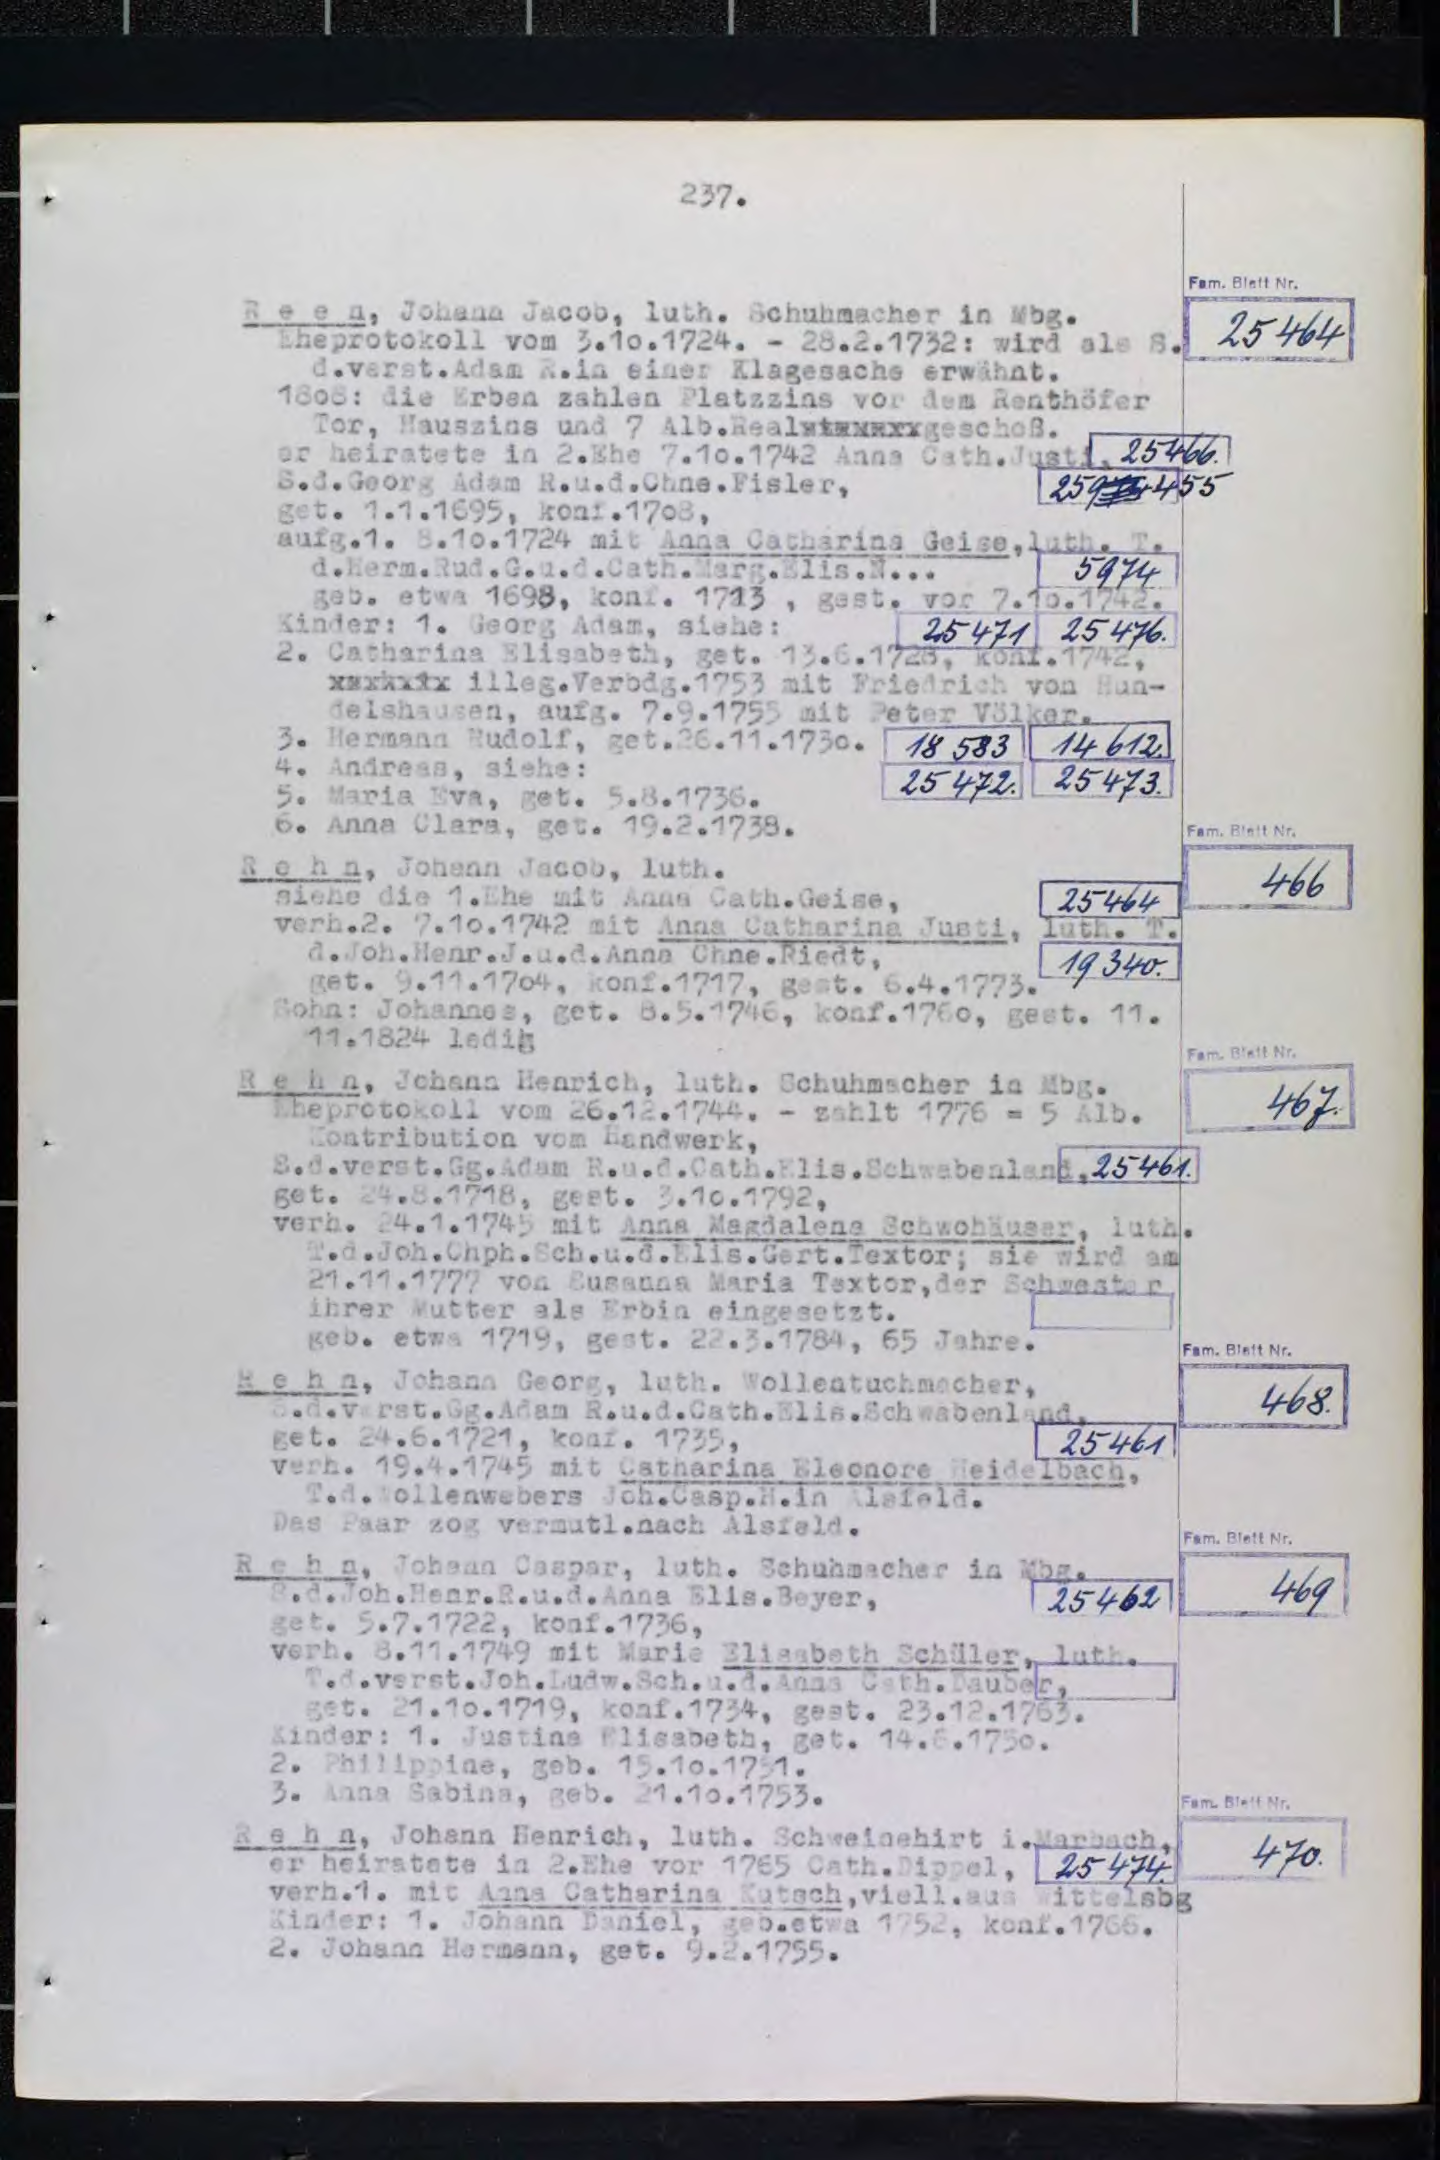 237.
Fam. Blatt Nr.
R e e n, Johann Jacob, luth. Schuhmacher in Mbg.
25 464
Eheprotokoll vom 3.10.1724. - 28.2.1732: wird als S.
d.verst.Adam R.in einer Klagesache erwähnt.
1808: die Erben zahlen Platzzins vor dem Renthöfer
Tor, Hauszins und 7 Alb.Realxxxxxxxgeschoß.
er heiratete in 2.Ehe 7.10.1742 Anna Cath.Justi, 25466.
S.d.Georg Adam R.u.d.Chne.Fisler, 25 455
get. 1.1.1695, konf.1708,
aufg.1. 8.10.1724 mit Anna Catharina Geise,luth. T.
d.Herm.Rud.G.u.d.Cath.Marg.Elis.N... 5974
geb. etwa 1698, konf. 1713 , gest. vor 7.10.1742.
Kinder: 1. Georg Adam, siehe: 25 471 25 476.
2. Catharina Elisabeth, get. 13.6.1728, konf.1742,
xxxxxxx illeg.Verbdg.1753 mit Friedrich von Hun-
delshausen, aufg. 7.9.1755 mit Peter Völker.
3. Hermann Rudolf, get.26.11.1730. 18 583 14 612.
4. Andreas, siehe: 25 472. 25 473.
5. Maria Eva, get. 5.8.1736.
6. Anna Clara, get. 19.2.1738.
Fam. Blatt Nr.
R e h n, Johann Jacob, luth. 466
siehe die 1.Ehe mit Anna Cath.Geise, 25464
verh.2. 7.10.1742 mit Anna Catharina Justi, luth. T.
d.Joh.Henr.J.u.d.Anna Chne.Riedt, 19 340.
get. 9.11.1704, konf.1717, gest. 6.4.1773.
Sohn: Johannes, get. 8.5.1746, konf.1760, gest. 11.
11.1824 ledig
Fam. Blatt Nr.
R e h n, Johann Henrich, luth. Schuhmacher in Mbg.
467.
Eheprotokoll vom 26.12.1744. - zahlt 1776 = 5 Alb.
Kontribution vom Handwerk,
S.d.verst.Gg.Adam R.u.d.Cath.Elis.Schwabenland, 25461.
get. 24.8.1718, gest. 3.10.1792,
verh. 24.1.1745 mit Anna Magdalena Schwohäuser, luth.
T.d.Joh.Chph.Sch.u.d.Elis.Gert.Textor; sie wird am
21.11.1777 von Susanna Maria Textor,der Schwester
ihrer Mutter als Erbin eingesetzt.
geb. etwa 1719, gest. 22.3.1784, 65 Jahre.
Fam. Blatt Nr.
R e h n, Johann Georg, luth. Wollentuchmacher,
468.
S.d.verst.Gg.Adam R.u.d.Cath.Elis.Schwabenland,
get. 24.6.1721, konf. 1735, 25461
verh. 19.4.1745 mit Catharina Eleonore Heidelbach,
T.d.Wollenwebers Joh.Casp.H.in Alsfeld.
Das Paar zog vermutl.nach Alsfeld.
Fam. Blatt Nr.
R e h n, Johann Caspar, luth. Schuhmacher in Mbg.
S.d.Joh.Henr.R.u.d.Anna Elis.Beyer, 25462 469
get. 5.7.1722, konf.1736,
verh. 8.11.1749 mit Marie Elisabeth Schüler, luth.
T.d.verst.Joh.Ludw.Sch.u.d.Anna Cath.Dauber,
get. 21.10.1719, konf.1734, gest. 23.12.1763.
Kinder: 1. Justina Elisabeth, get. 14.6.1750.
2. Philippine, geb. 15.10.1751.
3. Anna Sabina, geb. 21.10.1753.
Fam. Blatt Nr.
R e h n, Johann Henrich, luth. Schweinehirt i.Marbach,
er heiratete in 2.Ehe vor 1765 Cath.Dippel, 25 474. 470.
verh.1. mit Anna Catharina Kutsch,viell.aus Wittelsbg
Kinder: 1. Johann Daniel, geb.etwa 1752, konf.1766.
2. Johann Hermann, get. 9.2.1755.